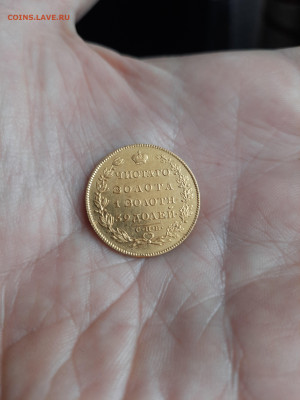 COINS.LAVE.RU
ЧИСТАГО
ЗОЛОТА
1 ЗОЛОТН.
39 ДОЛЕЙ.
С.П.Б.